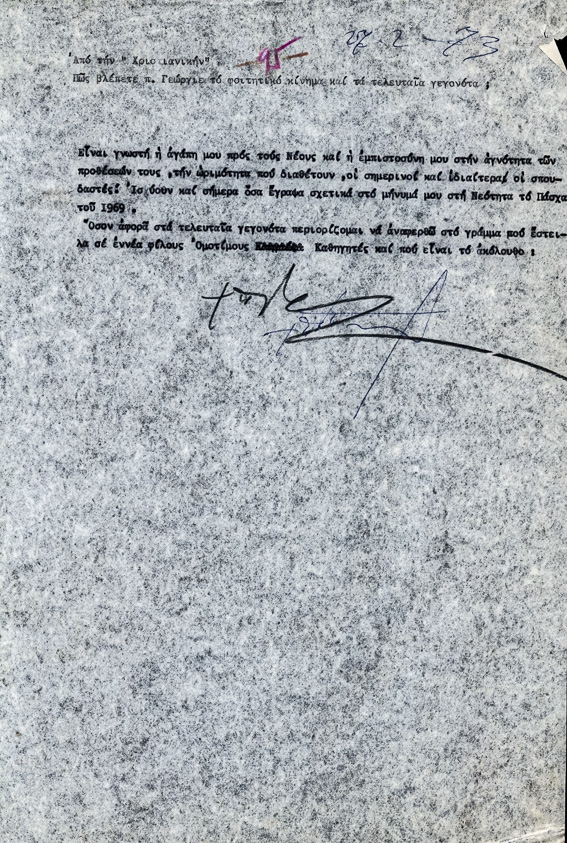 27-2-73
95
Ἀπό τήν " Χριστιανικήν"
Πῶς βλέπετε π. Γεώργιε τό φοιτητικό κίνημα καί τά τελευταῖα γεγονότα ;
Εἶναι γνωστή ἡ ἀγάπη μου πρός τούς Νέους καί ἡ ἐμπιστοσύνη μου στήν ἁγνότητα τῶν
προθέσεών τους ,τήν ὡριμότητα πού διαθέτουν ,οἱ σημερινοί καί ἰδιαίτερα οἱ σπου-
δαστές! Ἰσχύουν καί σήμερα ὅσα ἔγραψα σχετικά στό μήνυμά μου στή Νεότητα τό Πάσχα
τοῦ 1969 .
Ὅσον ἀφορᾶ στά τελευταῖα γεγονότα περιορίζομαι νά ἀναφερθῶ στό γράμμα πού ἔστει-
λα σέ ἐννέα φίλους Ὁμοτίμους Καθηγητές καί πού εἶναι τό ἀκόλουθο :